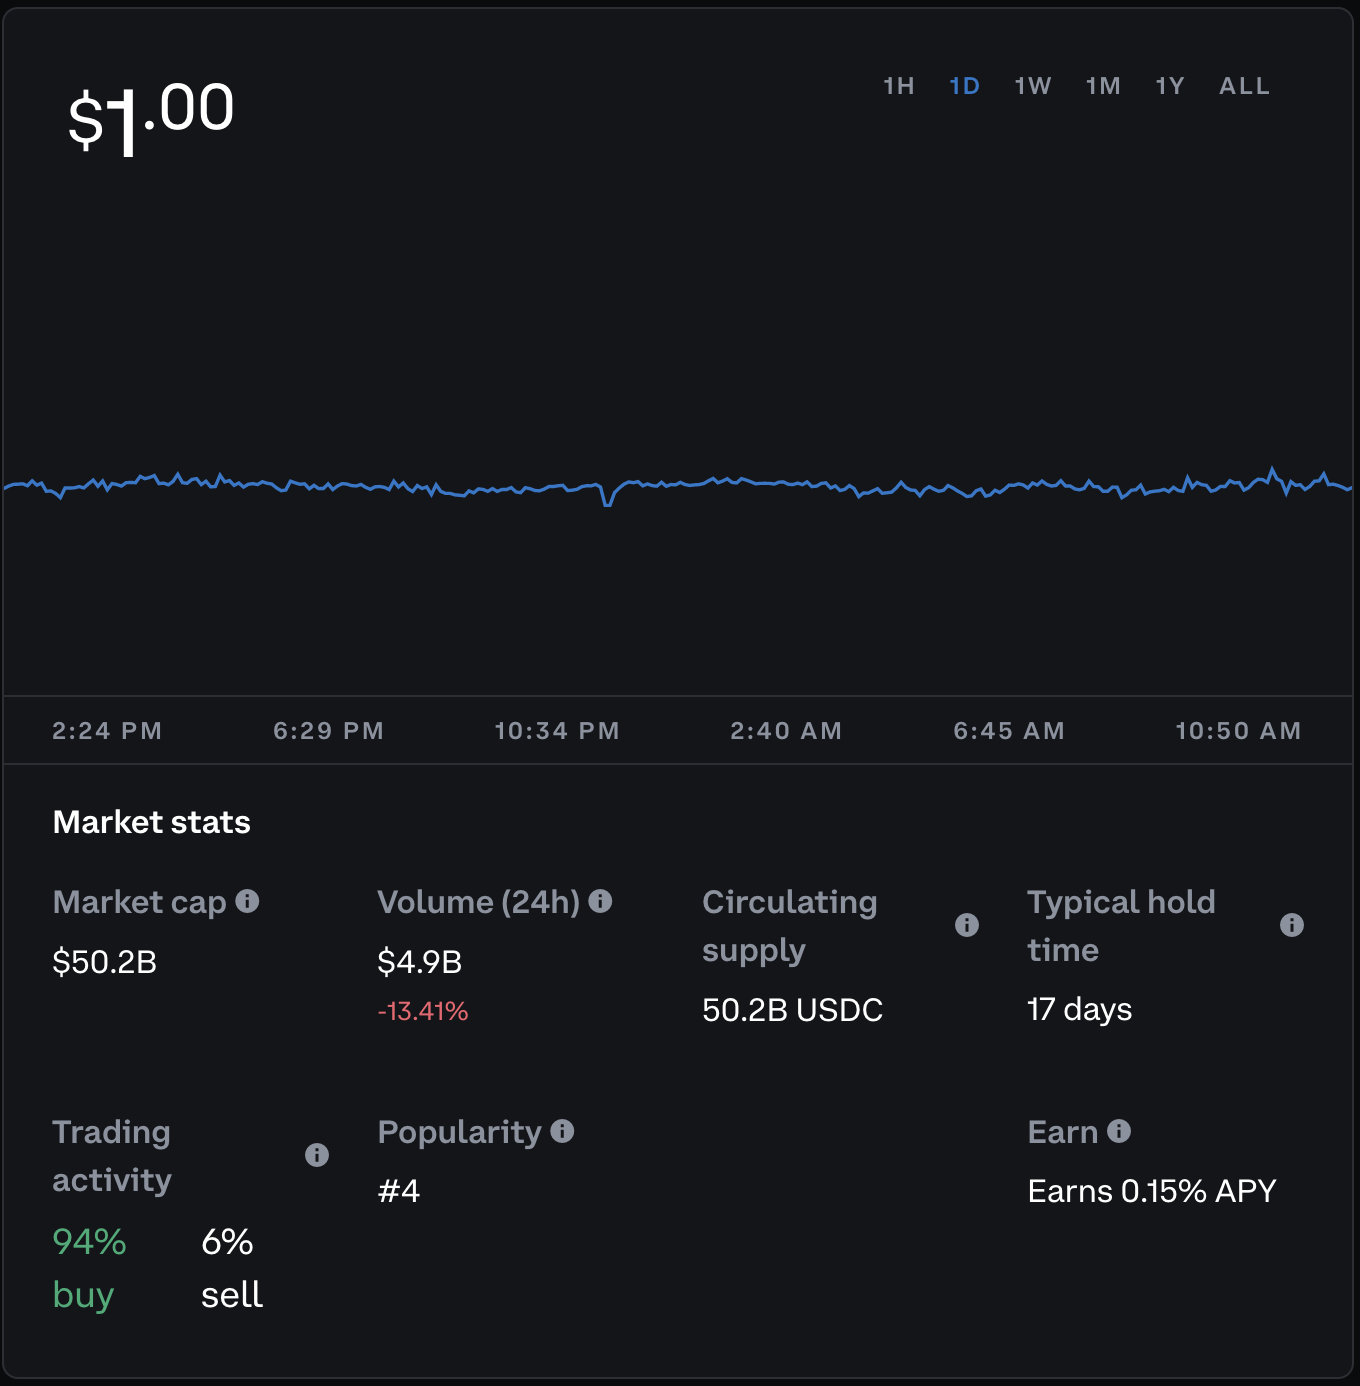 $1.00
1H 1D 1W 1M 1Y ALL
2:24 PM 6:29 PM 10:34 PM 2:40 AM 6:45 AM 10:50 AM
Market stats
Market cap
$50.2B
Volume (24h)
$4.9B
-13.41%
Circulating
supply
50.2B USDC
Typical hold
time
17 days
Trading
activity
94% 6%
buy sell
Popularity
#4
Earn
Earns 0.15% APY